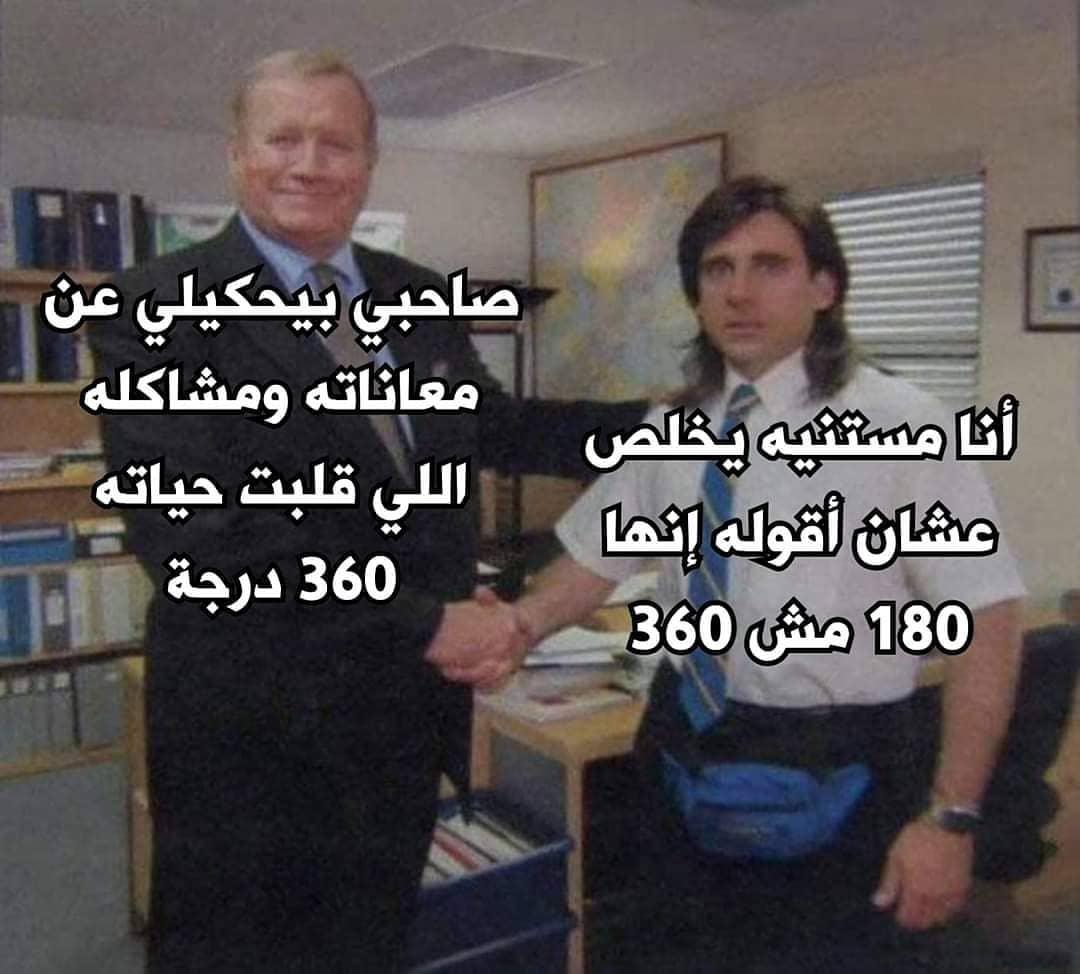 صاحبي بيحكيلي عن
معاناته ومشاكله
اللي قلبت حياته
360 درجة
أنا مستنيه يخلص
عشان أقوله إنها
180 مش 360